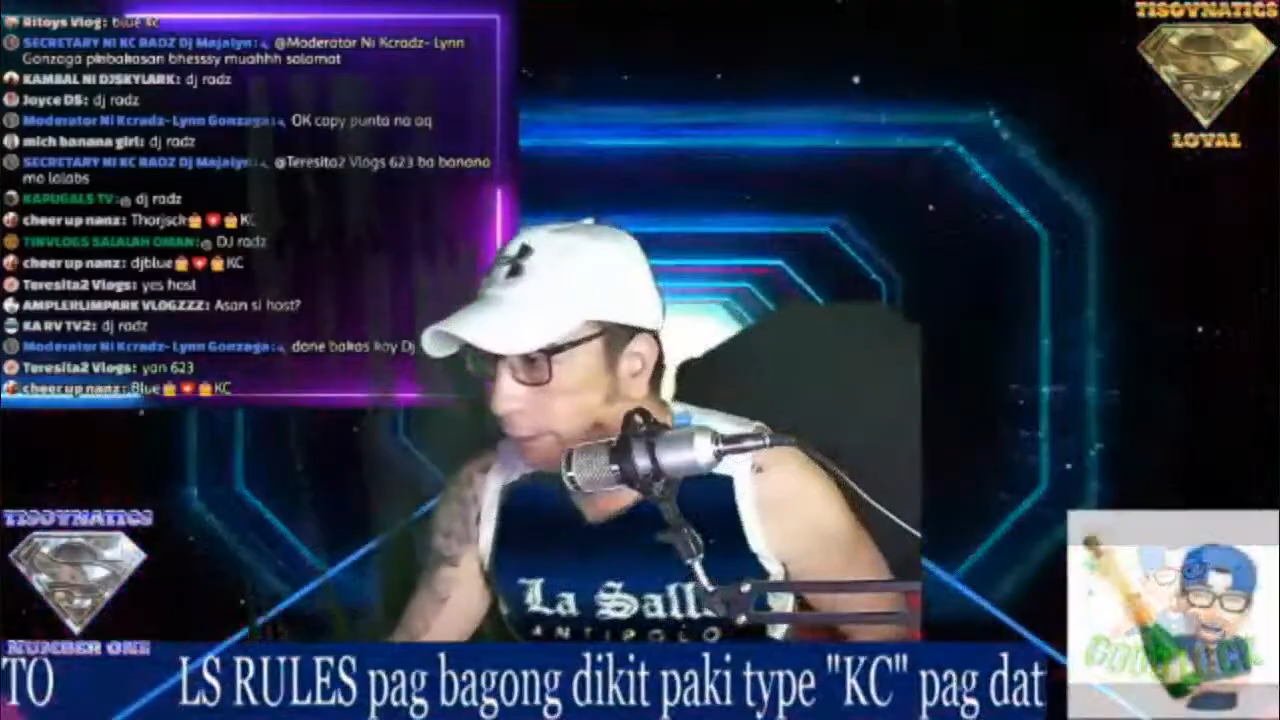 Ritoys Vlog: blue kc
SECRETARY NI KC RADZ Dj Majalyn: @Moderator Ni Kcradz- Lynn
Gonzaga pinbakasan bhesssy muahhh salamat
KAMBAL NI DJSKYLARK: dj radz
Joyce DS: dj radz
Moderator Ni Kcradz- Lynn Gonzaga: OK copy punta na aq
mich banana girl: dj radz
SECRETARY NI KC RADZ Dj Majalyn: @Teresita2 Vlogs 623 ba banana
mo lalabs
KAPUGALS TV: dj radz
cheer up nanz: Thorjsck KC
TINVLOGS SALALAH OMAN: DJ radz
cheer up nanz: djblue KC
Teresita2 Vlogs: yes host
AMPLERLIMPARK VLOGZZZ: Asan si host?
KA RV TV2: dj radz
Moderator Ni Kcradz- Lynn Gonzaga: done bakas kay Dj
Teresita2 Vlogs: yan 623
cheer up nanz: Blue KC
TISOYNATICS
LOYAL
TISOYNATICS
NUMBER ONE
La Sall
ANTIPOLO
TO LS RULES pag bagong dikit paki type "KC" pag dat